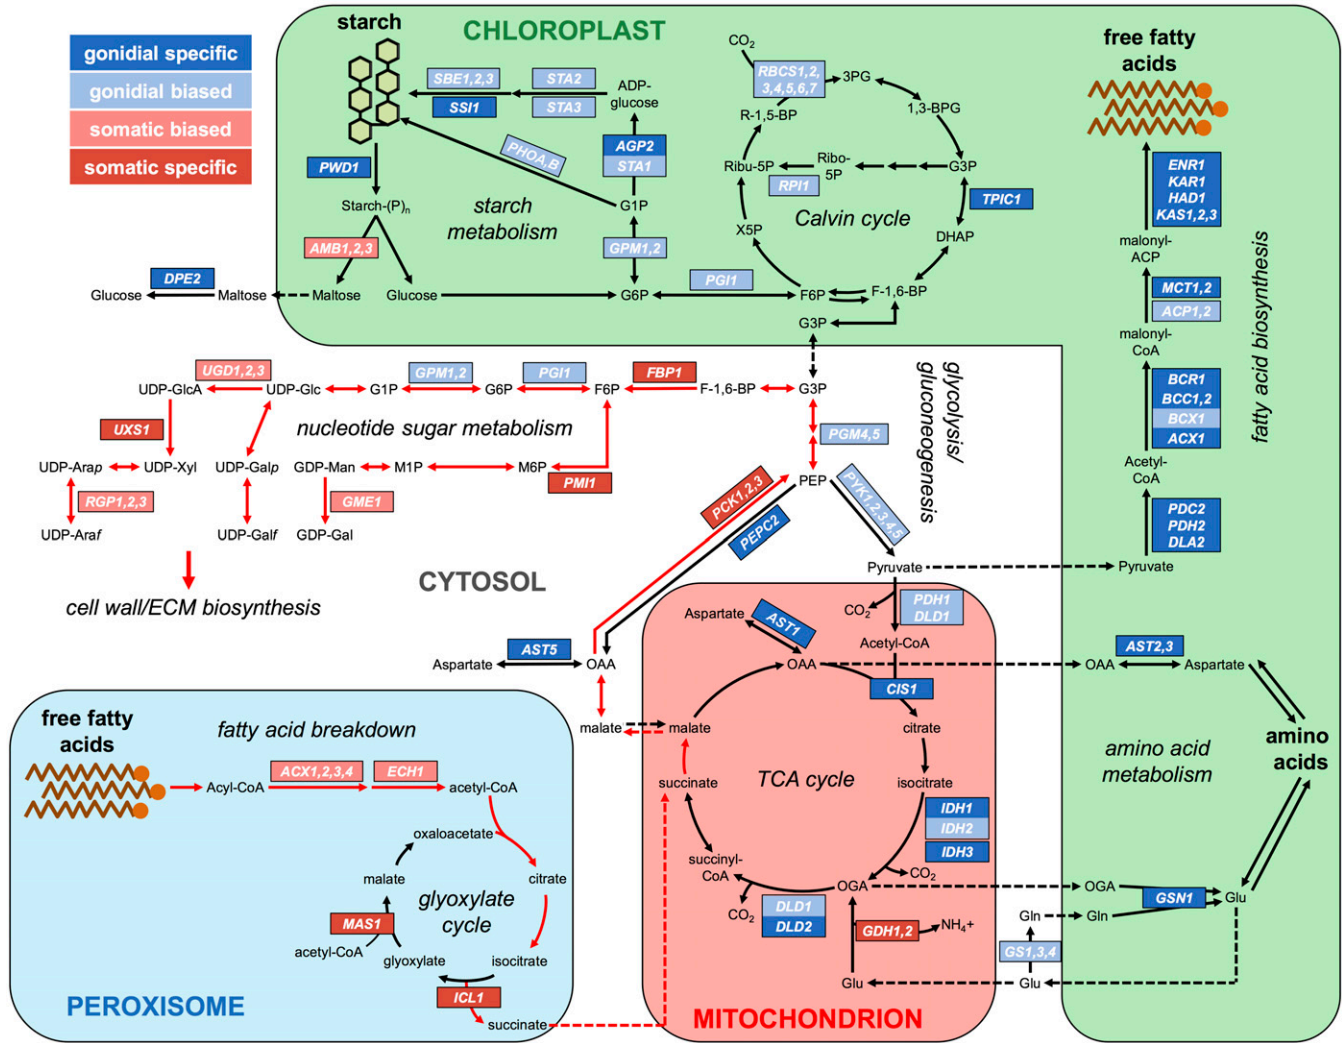 gonidial specific
gonidial biased
somatic biased
somatic specific
starch
CHLOROPLAST
SBE1,2,3
SSI1
STA2
STA3
ADP-
glucose
AGP2
STA1
PHOA,B
PWD1
Starch-(P)n
starch
metabolism
G1P
GPM1,2
AMB1,2,3
DPE2
Glucose
Maltose
Maltose
Glucose
G6P
PGI1
F6P
F-1,6-BP
G3P
CO2
RBCS1,2,
3,4,5,6,7
3PG
1,3-BPG
R-1,5-BP
Ribu-5P
Ribo-
5P
RPI1
G3P
TPIC1
Calvin cycle
X5P
DHAP
free fatty
acids
ENR1
KAR1
HAD1
KAS1,2,3
malonyl-
ACP
MCT1,2
ACP1,2
malonyl-
CoA
BCR1
BCC1,2
BCX1
ACX1
Acetyl-
CoA
PDC2
PDH2
DLA2
Pyruvate
fatty acid biosynthesis
UGD1,2,3
UDP-GlcA
UDP-Glc
G1P
GPM1,2
G6P
PGI1
F6P
FBP1
F-1,6-BP
G3P
glycolysis/
gluconeogenesis
UXS1
nucleotide sugar metabolism
PGM4,5
UDP-Arap
UDP-Xyl
UDP-Galp
GDP-Man
M1P
M6P
PMI1
PEP
RGP1,2,3
GME1
UDP-Araf
UDP-Galf
GDP-Gal
PCK1,2,3
PEPC2
PYK1,2,3,4,5
Pyruvate
cell wall/ECM biosynthesis
CYTOSOL
CO2
PDH1
DLD1
Acetyl-CoA
Aspartate
AST1
AST5
Aspartate
OAA
OAA
CIS1
OAA
AST2,3
Aspartate
malate
malate
citrate
TCA cycle
succinate
isocitrate
IDH1
IDH2
IDH3
succinyl-
CoA
CO2
OGA
CO2
DLD1
DLD2
GDH1,2
NH4+
Glu
MITOCHONDRION
amino acid
metabolism
amino
acids
OGA
GSN1
Glu
Gln
Gln
GS1,3,4
Glu
free fatty
acids
fatty acid breakdown
Acyl-CoA
ACX1,2,3,4
ECH1
acetyl-CoA
oxaloacetate
malate
citrate
glyoxylate
cycle
MAS1
acetyl-CoA
glyoxylate
isocitrate
ICL1
succinate
PEROXISOME